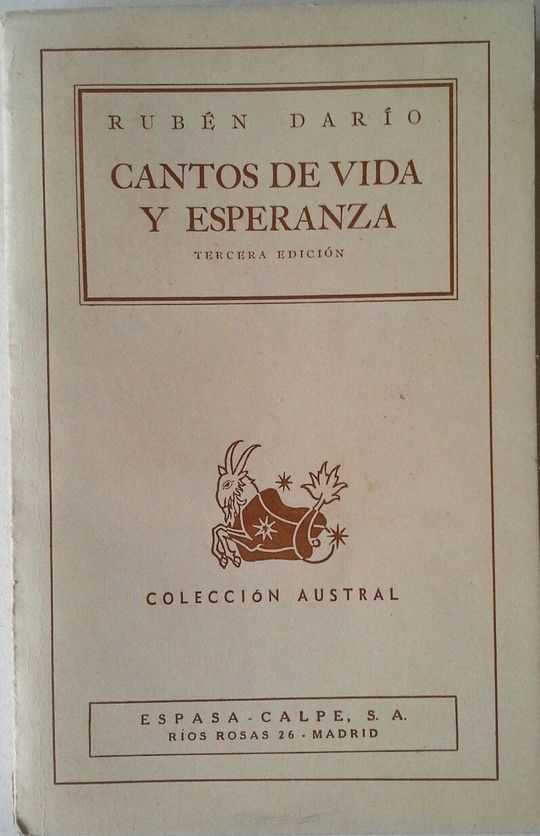 RUBÉN DARÍO
CANTOS DE VIDA
Y ESPERANZA
TERCERA EDICIÓN
COLECCIÓN AUSTRAL
ESPASA - CALPE, S. A.
RÍOS ROSAS 26 - MADRID